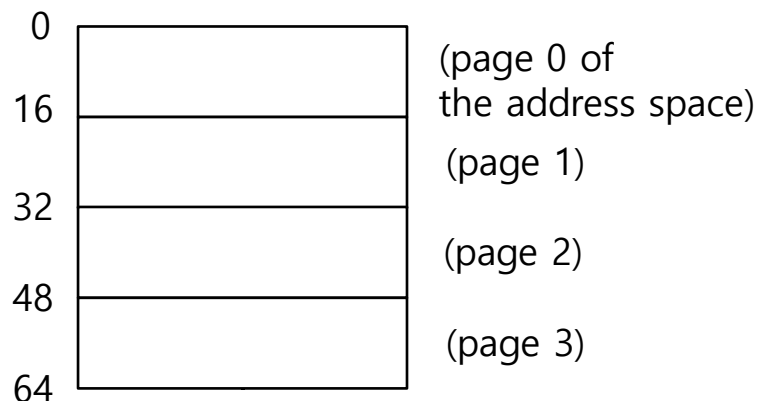 0
(page 0 of
the address space)
16
(page 1)
32
(page 2)
48
(page 3)
64